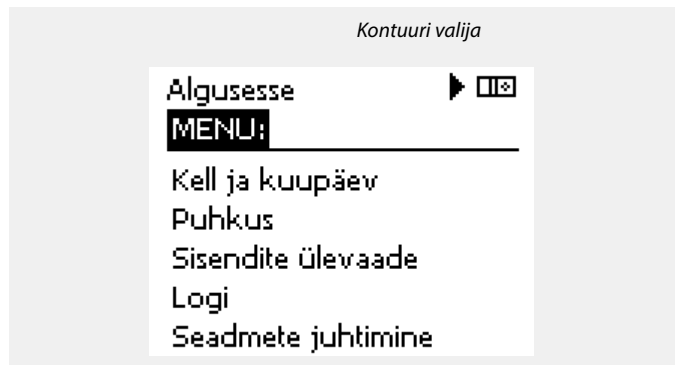 Kontuuri valija
Algusesse
MENU:
Kell ja kuupäev
Puhkus
Sisendite ülevaade
Logi
Seadmete juhtimine